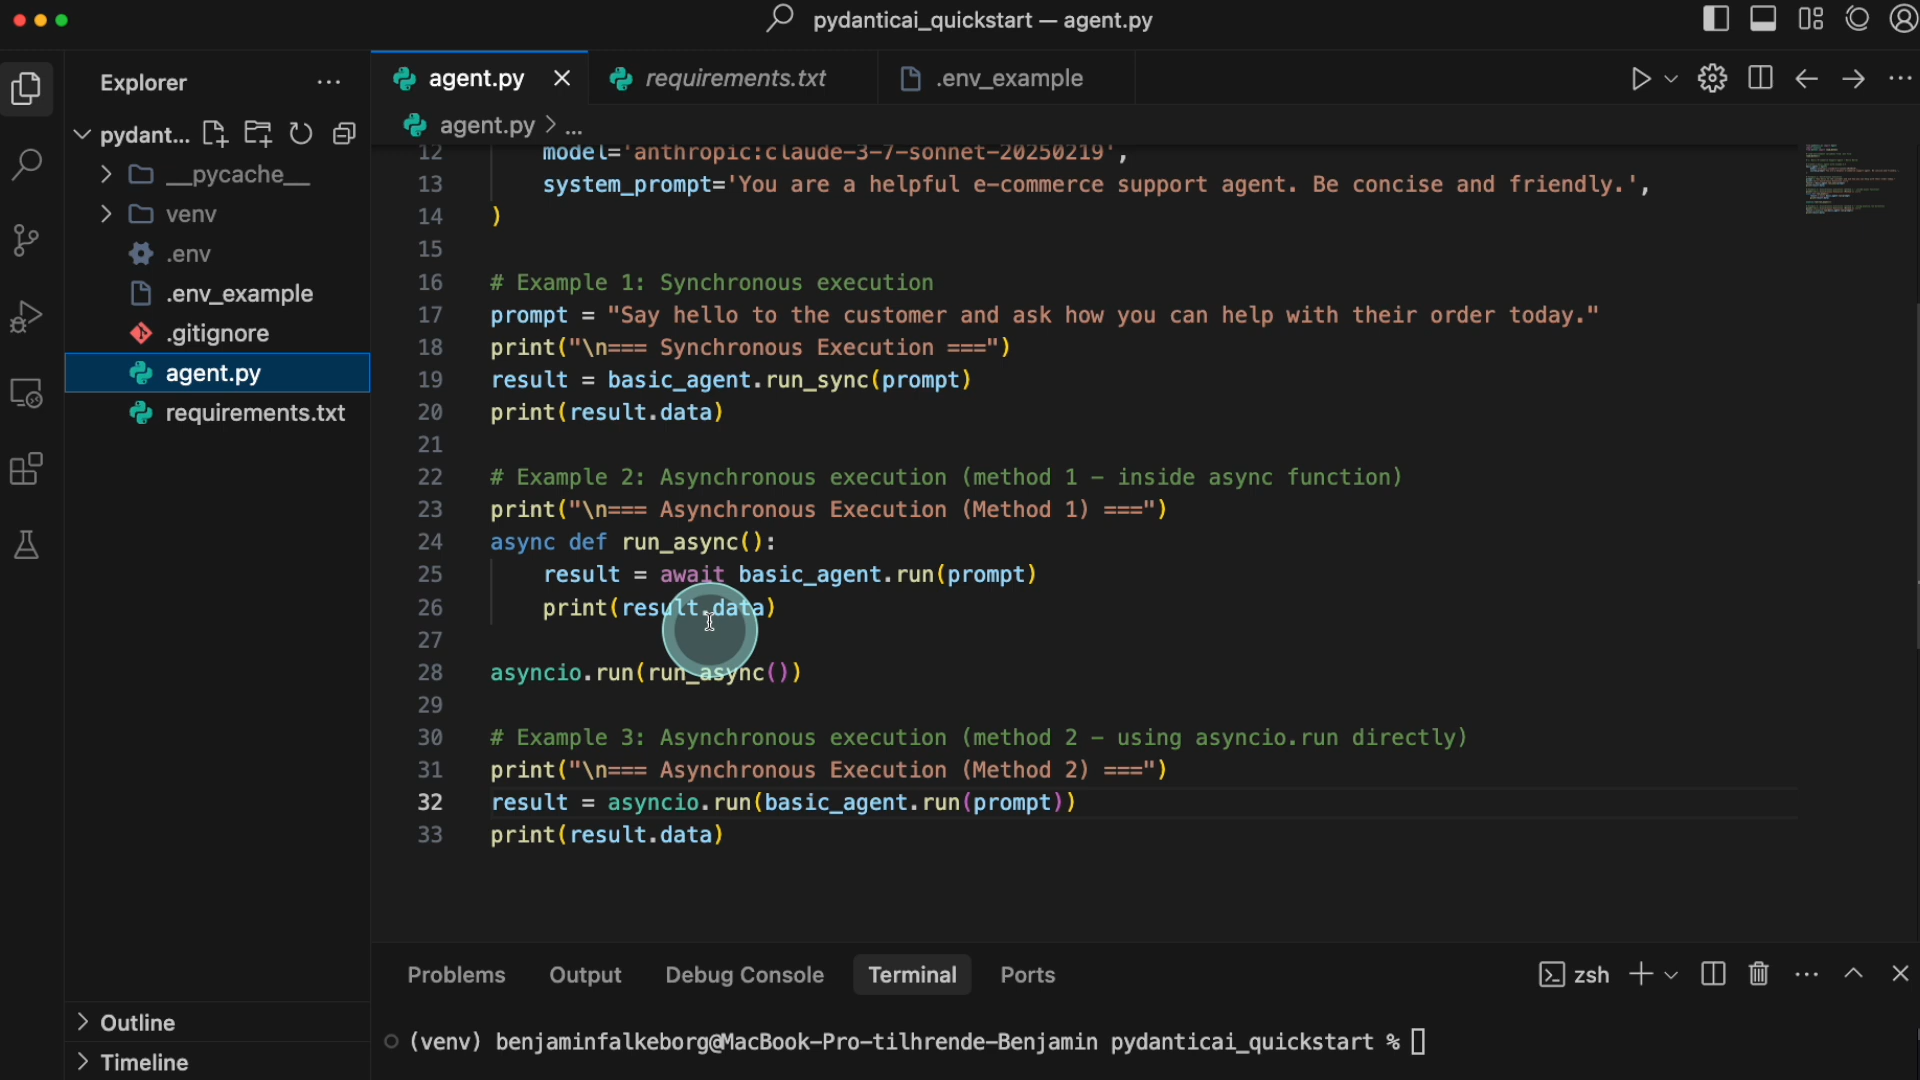 pydanticai_quickstart — agent.py
Explorer
agent.py
requirements.txt
.env_example
pydant...
agent.py > ...
__pycache__
venv
.env
.env_example
.gitignore
agent.py
requirements.txt
12 model='anthropic:claude-3-7-sonnet-20250219',
13 system_prompt='You are a helpful e-commerce support agent. Be concise and friendly.',
14 )
15
16 # Example 1: Synchronous execution
17 prompt = "Say hello to the customer and ask how you can help with their order today."
18 print("\n=== Synchronous Execution ===")
19 result = basic_agent.run_sync(prompt)
20 print(result.data)
21
22 # Example 2: Asynchronous execution (method 1 – inside async function)
23 print("\n=== Asynchronous Execution (Method 1) ===")
24 async def run_async():
25 result = await basic_agent.run(prompt)
26 print(result.data)
27
28 asyncio.run(run_async())
29
30 # Example 3: Asynchronous execution (method 2 – using asyncio.run directly)
31 print("\n=== Asynchronous Execution (Method 2) ===")
32 result = asyncio.run(basic_agent.run(prompt))
33 print(result.data)
Problems Output Debug Console Terminal Ports
zsh
Outline
Timeline
(venv) benjaminfalkeborg@MacBook-Pro-tilhrende-Benjamin pydanticai_quickstart %